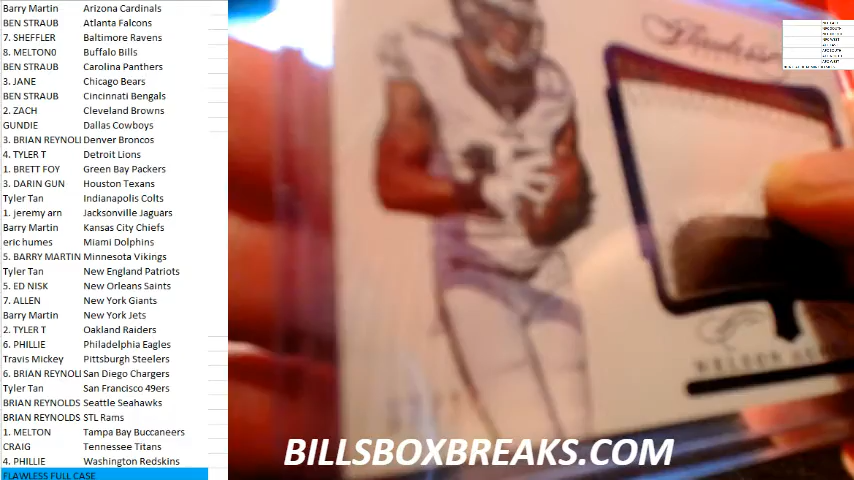 Barry Martin Arizona Cardinals
BEN STRAUB Atlanta Falcons
7. SHEFFLER Baltimore Ravens
8. MELTON0 Buffalo Bills
BEN STRAUB Carolina Panthers
3. JANE Chicago Bears
BEN STRAUB Cincinnati Bengals
2. ZACH Cleveland Browns
GUNDIE Dallas Cowboys
3. BRIAN REYNOLI Denver Broncos
4. TYLER T Detroit Lions
1. BRETT FOY Green Bay Packers
3. DARIN GUN Houston Texans
Tyler Tan Indianapolis Colts
1. jeremy arn Jacksonville Jaguars
Barry Martin Kansas City Chiefs
eric humes Miami Dolphins
5. BARRY MARTIN Minnesota Vikings
Tyler Tan New England Patriots
5. ED NISK New Orleans Saints
7. ALLEN New York Giants
Barry Martin New York Jets
2. TYLER T Oakland Raiders
6. PHILLIE Philadelphia Eagles
Travis Mickey Pittsburgh Steelers
6. BRIAN REYNOLI San Diego Chargers
Tyler Tan San Francisco 49ers
BRIAN REYNOLDS Seattle Seahawks
BRIAN REYNOLDS STL Rams
1. MELTON Tampa Bay Buccaneers
CRAIG Tennessee Titans
4. PHILLIE Washington Redskins
FLAWLESS FULL CASE
Flawless
NELSON
BILLSBOXBREAKS.COM